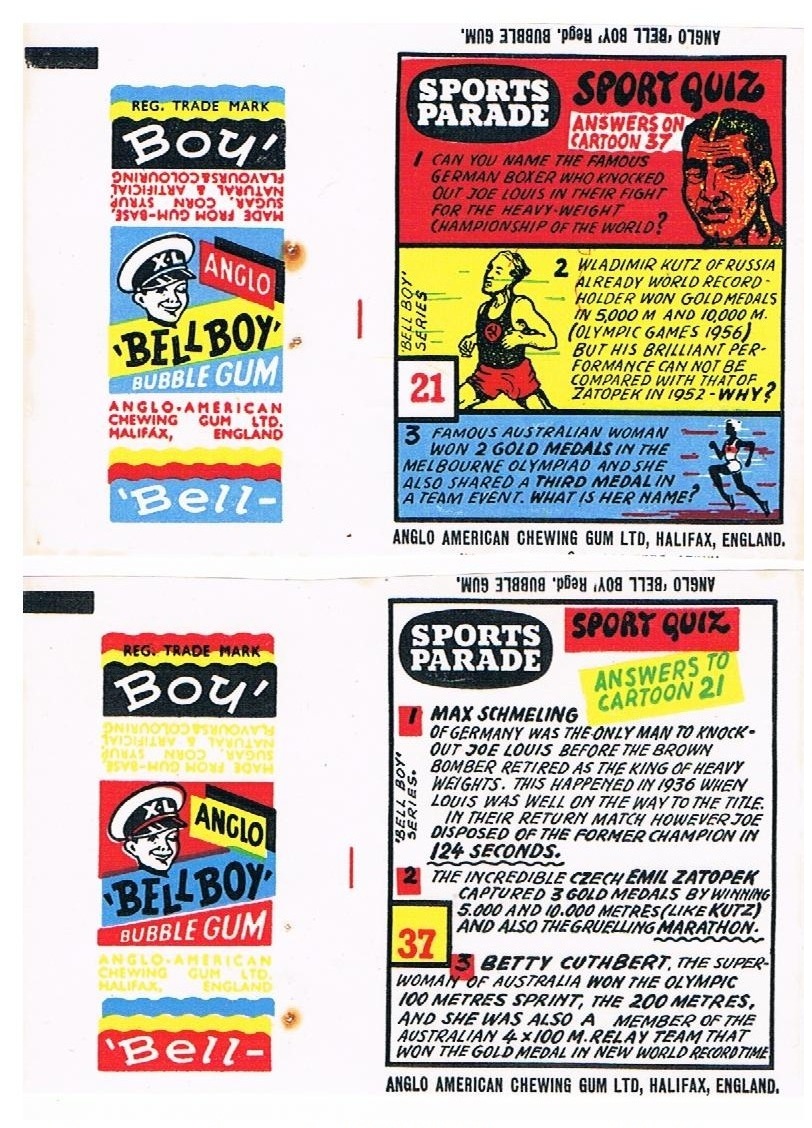 ANGLO 'BELL BOY' Regd. BUBBLE GUM.
REG. TRADE MARK
Boy'
MADE FROM GUM-BASE,
SUGAR, CORN SYRUP
NATURAL & ARTIFICIAL
FLAVOURS & COLOURING
X-L
ANGLO
'BELL BOY'
BUBBLE GUM
ANGLO-AMERICAN
CHEWING GUM LTD.
HALIFAX, ENGLAND
'Bell-
SPORTS
PARADE
SPORT QUIZ
ANSWERS ON
CARTOON 37
1 CAN YOU NAME THE FAMOUS
GERMAN BOXER WHO KNOCKED
OUT JOE LOUIS IN THEIR FIGHT
FOR THE HEAVY-WEIGHT
CHAMPIONSHIP OF THE WORLD?
'BELL BOY'
SERIES
21
2 WLADIMIR KUTZ OF RUSSIA
ALREADY WORLD RECORD-
HOLDER WON GOLD MEDALS
IN 5,000 M AND 10,000 M.
(OLYMPIC GAMES 1956)
BUT HIS BRILLIANT PER-
FORMANCE CAN NOT BE
COMPARED WITH THAT OF
ZATOPEK IN 1952 - WHY?
3 FAMOUS AUSTRALIAN WOMAN
WON 2 GOLD MEDALS IN THE
MELBOURNE OLYMPIAD AND SHE
ALSO SHARED A THIRD MEDAL IN
A TEAM EVENT. WHAT IS HER NAME?
ANGLO AMERICAN CHEWING GUM LTD, HALIFAX, ENGLAND.
ANGLO 'BELL BOY' Regd. BUBBLE GUM.
REG. TRADE MARK
Boy'
MADE FROM GUM-BASE
SUGAR, CORN SYRUP
NATURAL & ARTIFICIAL
FLAVOURS & COLOURING
X-L
ANGLO
'BELL BOY'
BUBBLE GUM
ANGLO-AMERICAN
CHEWING GUM LTD.
HALIFAX, ENGLAND
'Bell-
SPORTS
PARADE
SPORT QUIZ
ANSWERS TO
CARTOON 21
1 MAX SCHMELING
OF GERMANY WAS THE ONLY MAN TO KNOCK-
OUT JOE LOUIS BEFORE THE BROWN
BOMBER RETIRED AS THE KING OF HEAVY
WEIGHTS. THIS HAPPENED IN 1936 WHEN
LOUIS WAS WELL ON THE WAY TO THE TITLE.
IN THEIR RETURN MATCH HOWEVER JOE
DISPOSED OF THE FORMER CHAMPION IN
124 SECONDS.
'BELL BOY'
SERIES.
2 THE INCREDIBLE CZECH EMIL ZATOPEK
CAPTURED 3 GOLD MEDALS BY WINNING
5.000 AND 10.000 METRES (LIKE KUTZ)
AND ALSO THE GRUELLING MARATHON.
37
3 BETTY CUTHBERT, THE SUPER-
WOMAN OF AUSTRALIA WON THE OLYMPIC
100 METRES SPRINT, THE 200 METRES,
AND SHE WAS ALSO A MEMBER OF THE
AUSTRALIAN 4 x 100 M. RELAY TEAM THAT
WON THE GOLD MEDAL IN NEW WORLD RECORD TIME
ANGLO AMERICAN CHEWING GUM LTD, HALIFAX, ENGLAND.